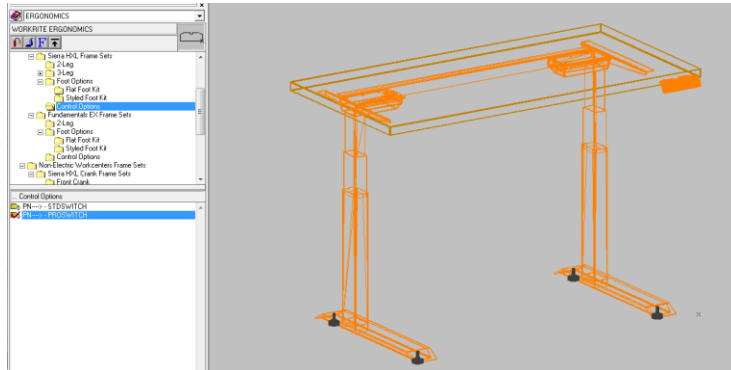 ERGONOMICS
WORKRITE ERGONOMICS
F
Sierra HXL Frame Sets
2-Leg
3-Leg
Foot Options
Flat Foot Kit
Styled Foot Kit
Control Options
Fundamentals EX Frame Sets
2-Leg
Foot Options
Flat Foot Kit
Styled Foot Kit
Control Options
Non-Electric Workcenters Frame Sets
Sierra HXL Crank Frame Sets
Front Crank
... Control Options
PN---> - STDSWITCH
PN---> - PROSWITCH